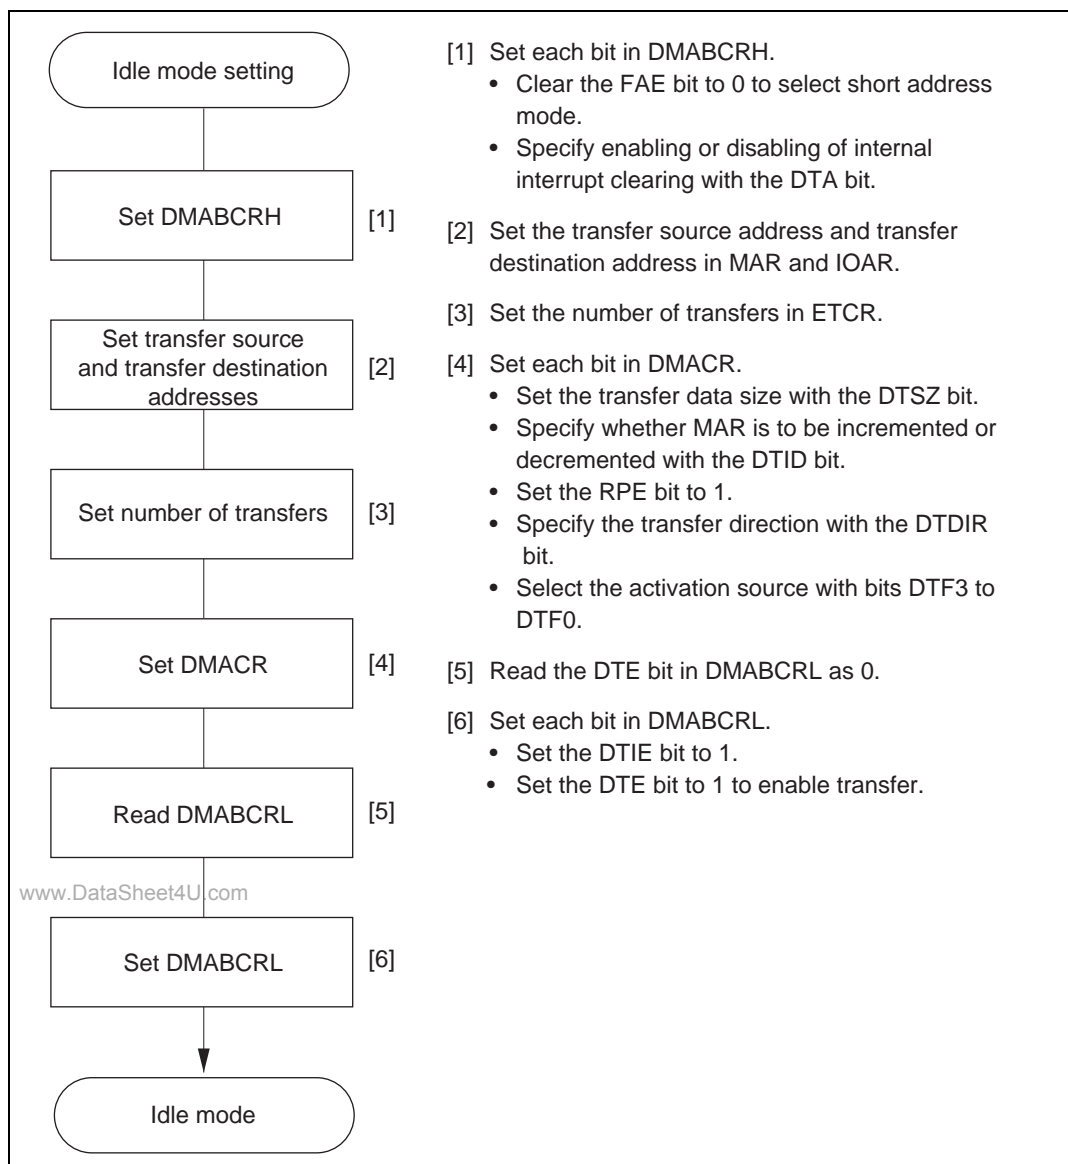 Idle mode setting
Set DMABCRH
[1]
Set transfer source
and transfer destination
addresses
[2]
Set number of transfers
[3]
Set DMACR
[4]
Read DMABCRL
[5]
www.DataSheet4U.com
Set DMABCRL
[6]
Idle mode
[1] Set each bit in DMABCRH.
• Clear the FAE bit to 0 to select short address
mode.
• Specify enabling or disabling of internal
interrupt clearing with the DTA bit.
[2] Set the transfer source address and transfer
destination address in MAR and IOAR.
[3] Set the number of transfers in ETCR.
[4] Set each bit in DMACR.
• Set the transfer data size with the DTSZ bit.
• Specify whether MAR is to be incremented or
decremented with the DTID bit.
• Set the RPE bit to 1.
• Specify the transfer direction with the DTDIR
bit.
• Select the activation source with bits DTF3 to
DTF0.
[5] Read the DTE bit in DMABCRL as 0.
[6] Set each bit in DMABCRL.
• Set the DTIE bit to 1.
• Set the DTE bit to 1 to enable transfer.